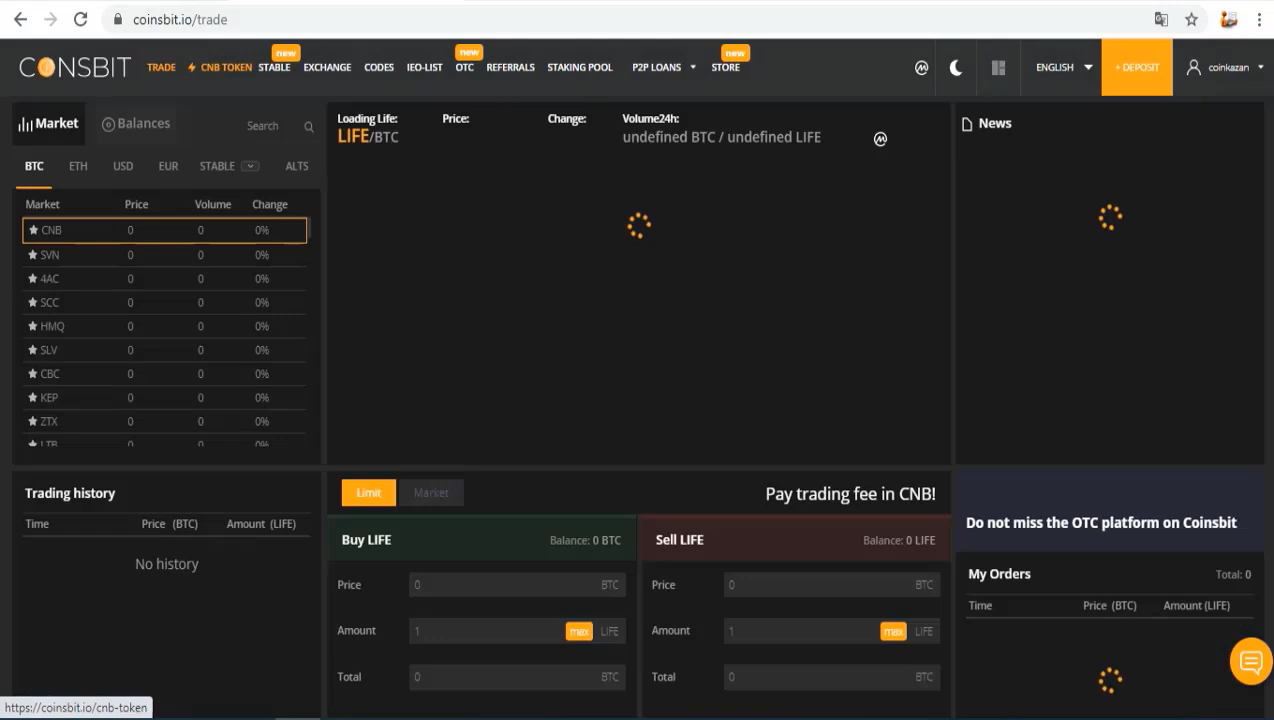 coinsbit.io/trade
CONSBIT
TRADE
CNB TOKEN
new
STABLE
EXCHANGE
CODES
IEO-LIST
new
OTC
REFERRALS
STAKING POOL
P2P LOANS
new
STORE
ENGLISH
+ DEPOSIT
coinkazan
Market
Balances
Search
BTC ETH USD EUR STABLE ALTS
Market Price Volume Change
CNB 0 0 0%
SVN 0 0 0%
4AC 0 0 0%
SCC 0 0 0%
HMQ 0 0 0%
SLV 0 0 0%
CBC 0 0 0%
KEP 0 0 0%
ZTX 0 0 0%
LTB 0 0 0%
Loading Life: Price: Change: Volume24h:
LIFE/BTC undefined BTC / undefined LIFE
News
Trading history
Time Price (BTC) Amount (LIFE)
No history
Limit Market Pay trading fee in CNB!
Buy LIFE Balance: 0 BTC
Price 0 BTC
Amount 1 max LIFE
Total 0 BTC
Sell LIFE Balance: 0 LIFE
Price 0 BTC
Amount 1 max LIFE
Total 0 BTC
Do not miss the OTC platform on Coinsbit
My Orders Total: 0
Time Price (BTC) Amount (LIFE)
https://coinsbit.io/cnb-token